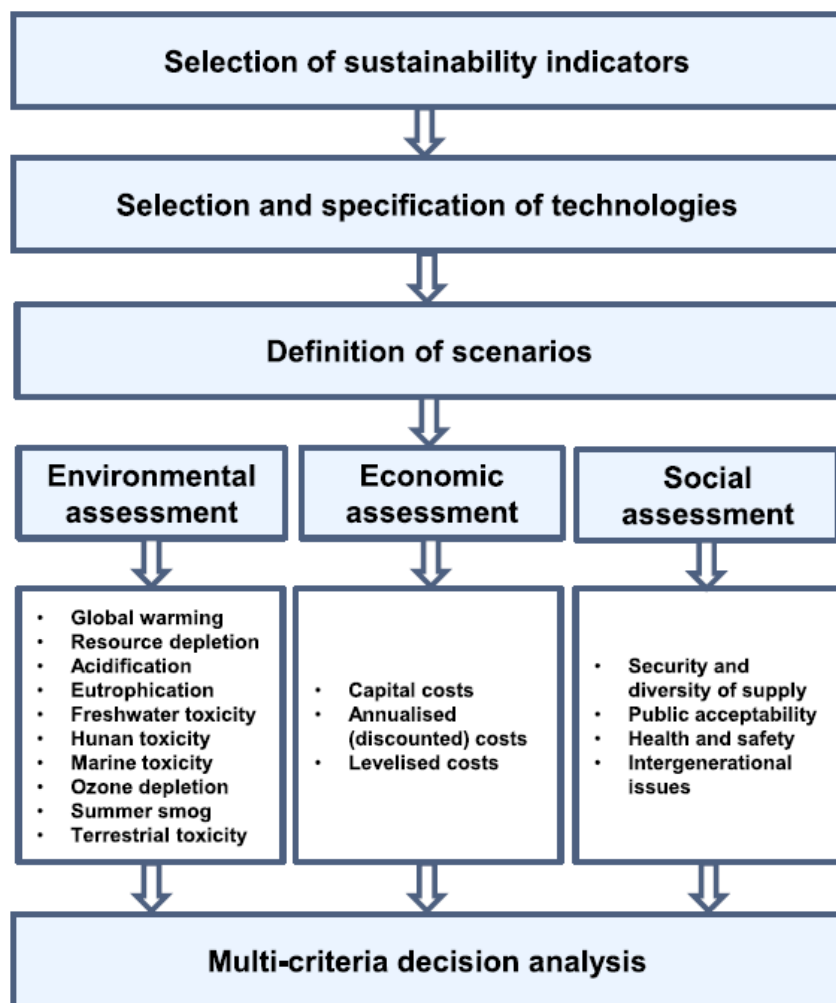 Selection of sustainability indicators
Selection and specification of technologies
Definition of scenarios
Environmental
assessment
Economic
assessment
Social
assessment
• Global warming
• Resource depletion
• Acidification
• Eutrophication
• Freshwater toxicity
• Hunan toxicity
• Marine toxicity
• Ozone depletion
• Summer smog
• Terrestrial toxicity
• Capital costs
• Annualised
(discounted) costs
• Levelised costs
• Security and
diversity of supply
• Public acceptability
• Health and safety
• Intergenerational
issues
Multi-criteria decision analysis